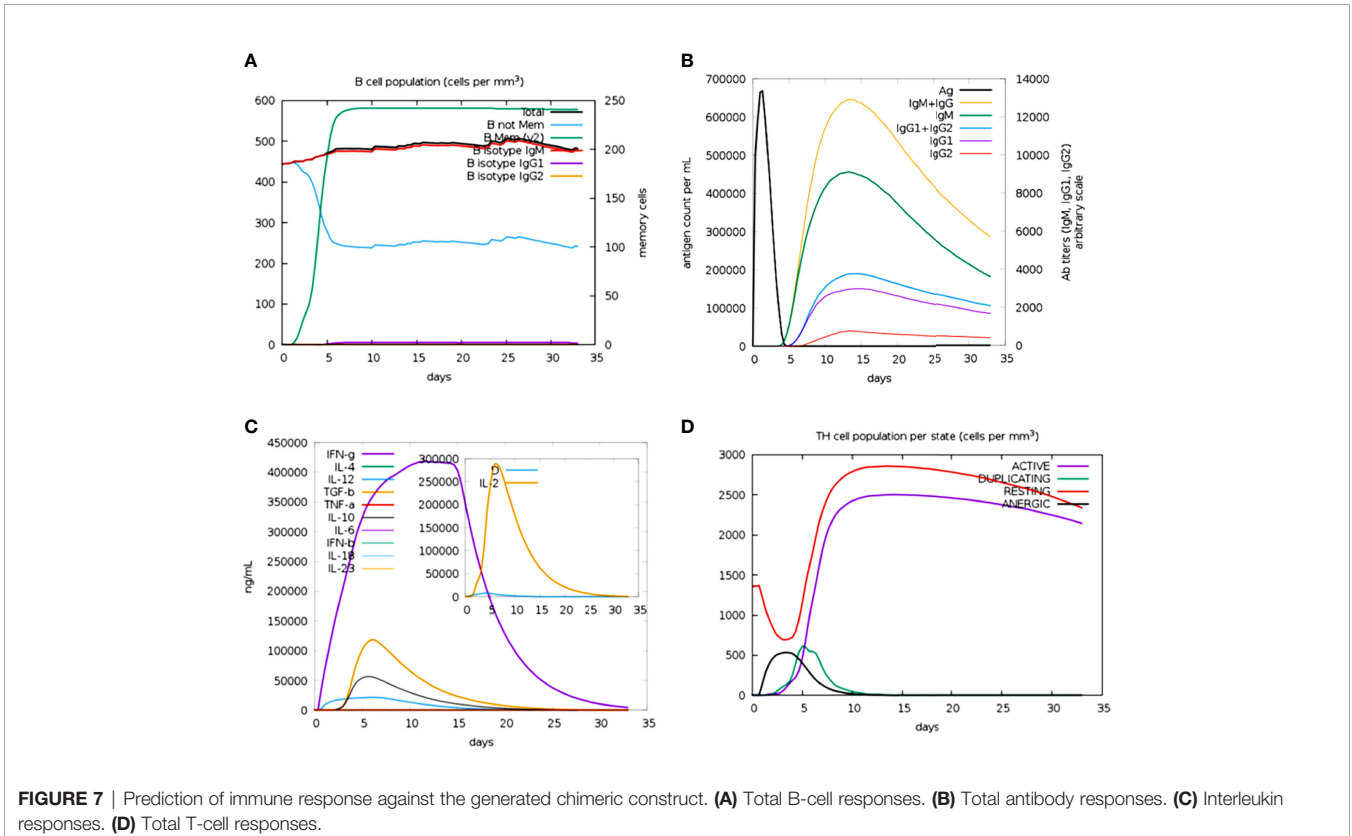 A
B cell population (cells per mm³)
600
500
400
300
200
100
0
Total
B not Mem
B Mem (y2)
B isotype IgM
B isotype IgG1
B isotype IgG2
250
200
150
100
50
0
memory cells
0 5 10 15 20 25 30 35
days
B
700000
600000
500000
400000
300000
200000
100000
0
antigen count per mL
Ag
IgM+IgG
IgM
IgG1+IgG2
IgG1
IgG2
14000
12000
10000
8000
6000
4000
2000
0
Ab titers (IgM, IgG1, IgG2)
arbitrary scale
0 5 10 15 20 25 30 35
days
C
450000
400000
350000
300000
250000
200000
150000
100000
50000
0
ng/mL
IFN-g
IL-4
IL-12
TGF-b
TNF-a
IL-10
IL-6
IFN-b
IL-18
IL-23
D
IL-2
300000
250000
200000
150000
100000
50000
0
0 5 10 15 20 25 30 35
0 5 10 15 20 25 30 35
days
D
TH cell population per state (cells per mm³)
3000
2500
2000
1500
1000
500
0
ACTIVE
DUPLICATING
RESTING
ANERGIC
0 5 10 15 20 25 30 35
days
FIGURE 7 | Prediction of immune response against the generated chimeric construct. (A) Total B-cell responses. (B) Total antibody responses. (C) Interleukin
responses. (D) Total T-cell responses.